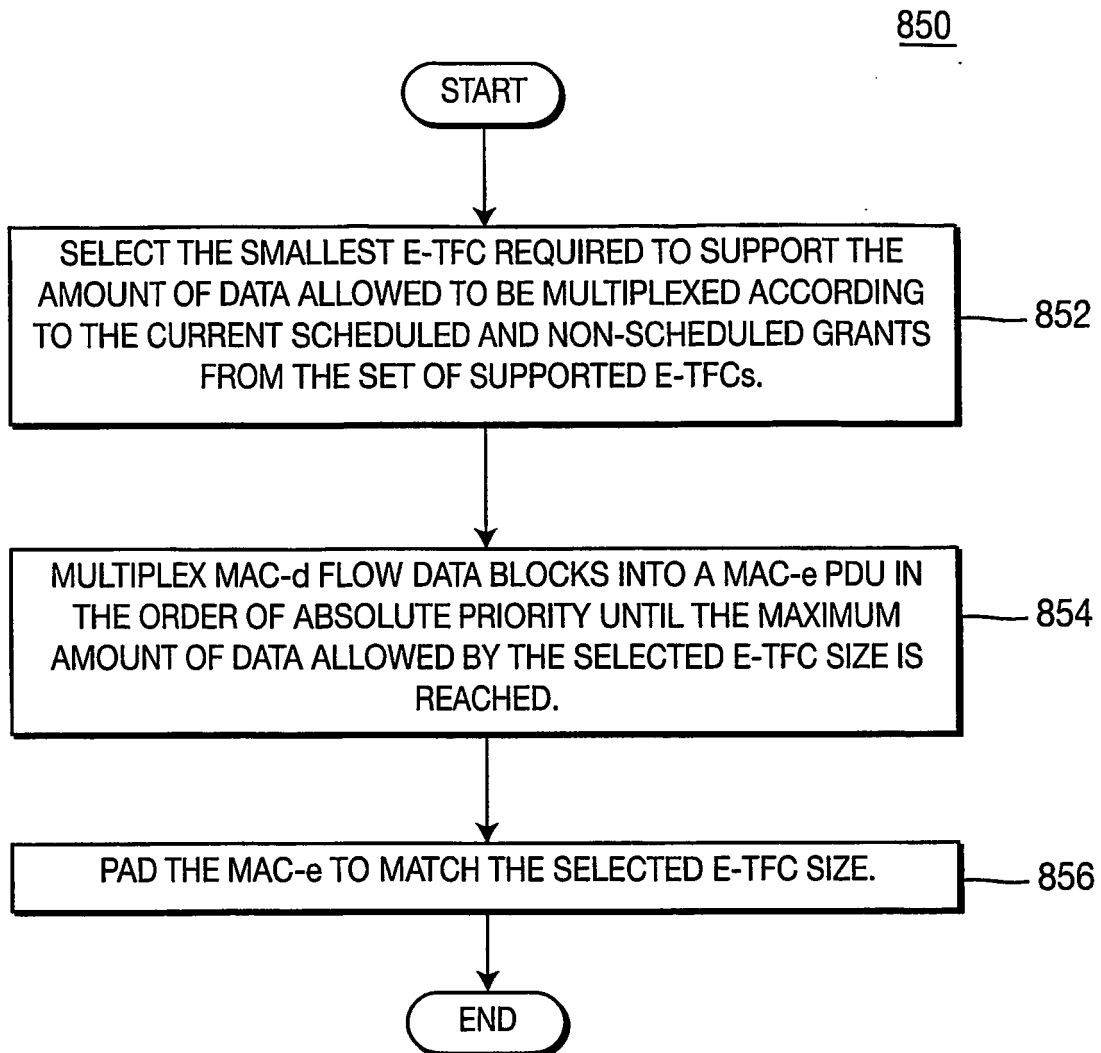 850
START
SELECT THE SMALLEST E-TFC REQUIRED TO SUPPORT THE
AMOUNT OF DATA ALLOWED TO BE MULTIPLEXED ACCORDING
TO THE CURRENT SCHEDULED AND NON-SCHEDULED GRANTS
FROM THE SET OF SUPPORTED E-TFCs.
852
MULTIPLEX MAC-d FLOW DATA BLOCKS INTO A MAC-e PDU IN
THE ORDER OF ABSOLUTE PRIORITY UNTIL THE MAXIMUM
AMOUNT OF DATA ALLOWED BY THE SELECTED E-TFC SIZE IS
REACHED.
854
PAD THE MAC-e TO MATCH THE SELECTED E-TFC SIZE.
856
END